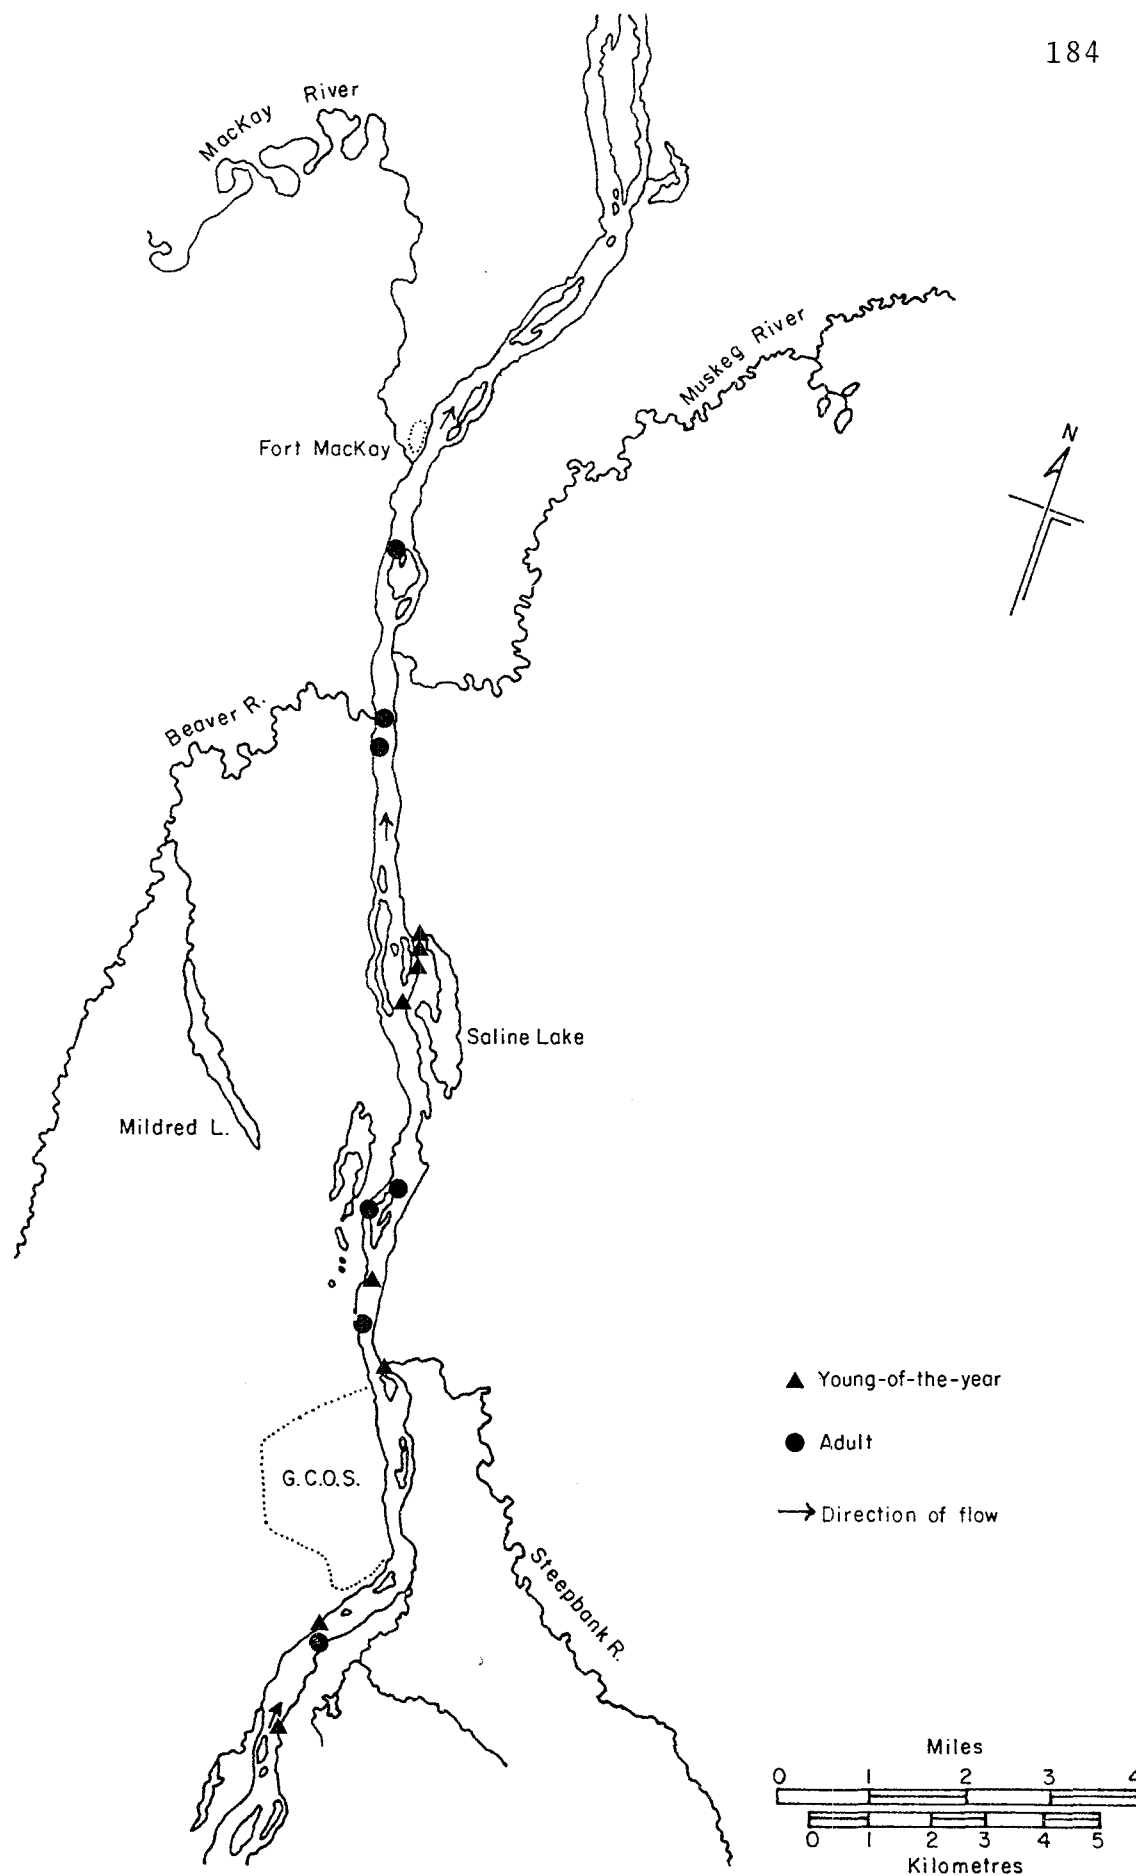 184
MacKay River
Muskeg River
Fort MacKay
N
Beaver R.
Saline Lake
Mildred L.
Young-of-the-year
Adult
G.C.O.S.
Direction of flow
Steepbank R.
Miles
0 1 2 3 4
0 1 2 3 4 5
Kilometres